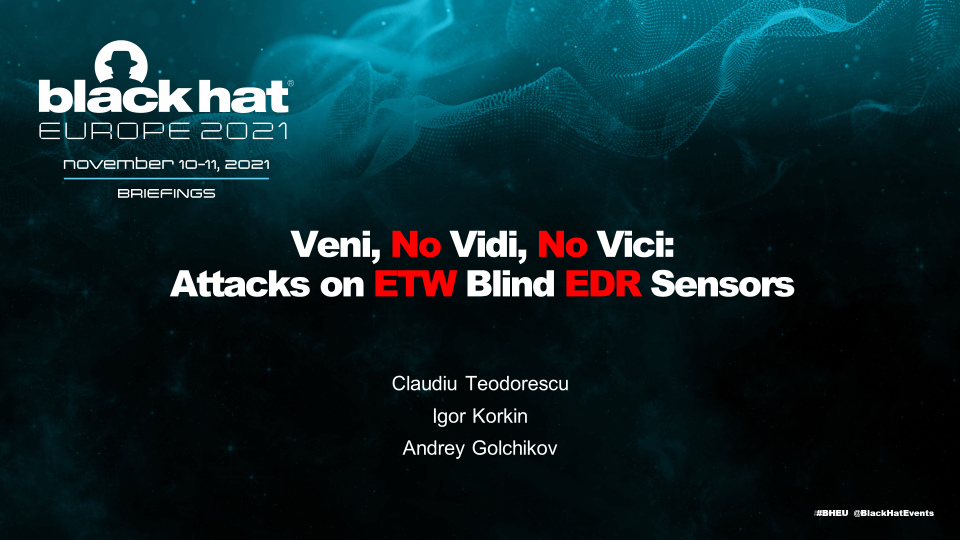 black hat®
EUROPE 2021
november 10-11, 2021
BRIEFINGS
Veni, No Vidi, No Vici:
Attacks on ETW Blind EDR Sensors
Claudiu Teodorescu
Igor Korkin
Andrey Golchikov
#BHEU @BlackHatEvents